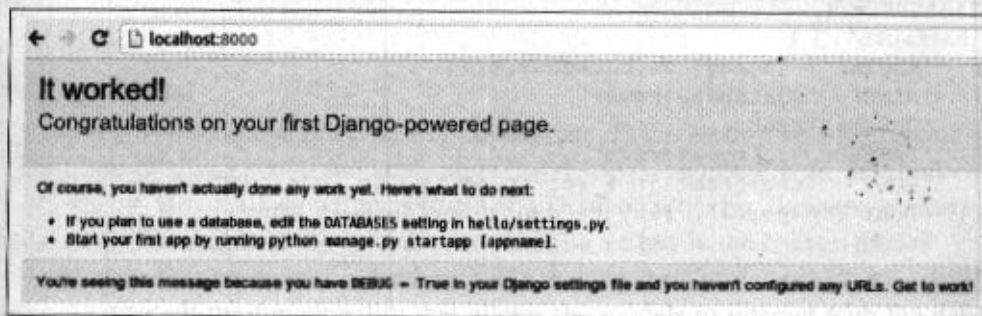 localhost:8000
It worked!
Congratulations on your first Django-powered page.
Of course, you haven't actually done any work yet. Here's what to do next:
• If you plan to use a database, edit the DATABASES setting in hello/settings.py.
• Start your first app by running python manage.py startapp [appname].
You're seeing this message because you have DEBUG = True in your Django settings file and you haven't configured any URLs. Get to work!